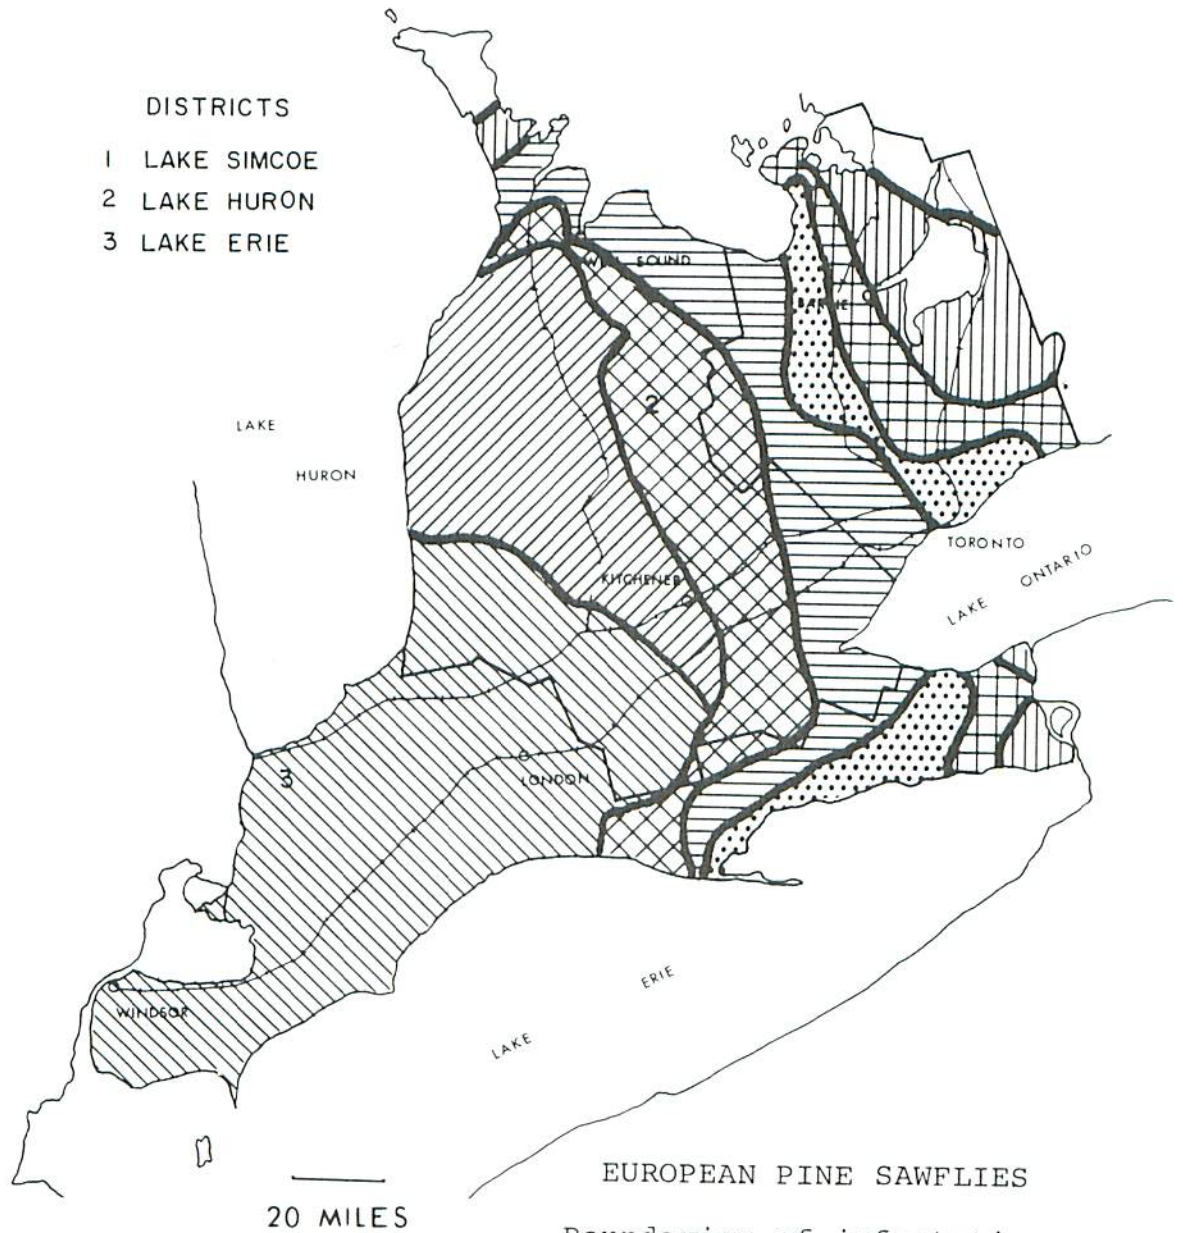 DISTRICTS
1 LAKE SIMCOE
2 LAKE HURON
3 LAKE ERIE
SOUND
BARRIE
2
LAKE
HURON
TORONTO
LAKE ONTARIO
KITCHENER
3
LONDON
WINDSOR
ERIE
LAKE
EUROPEAN PINE SAWFLIES
20 MILES